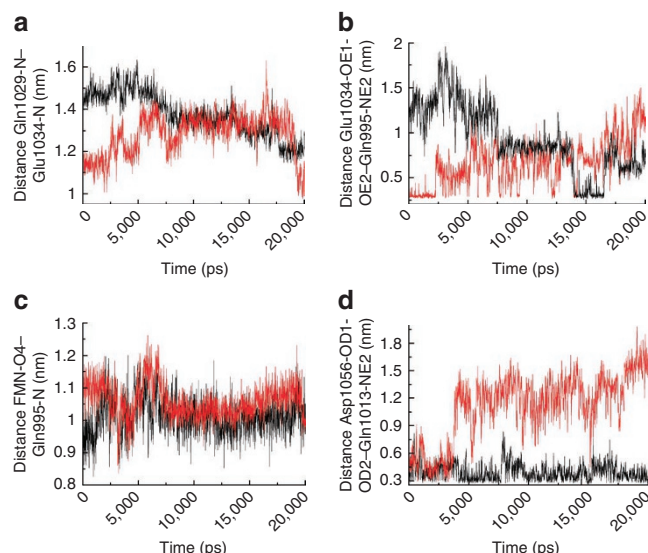 a
Distance Gln1029-N–
Glu1034-N (nm)
1.6
1.4
1.2
1
0
5,000
10,000
15,000
20,000
Time (ps)
b
Distance Glu1034-OE1-
OE2–Gln995-NE2 (nm)
2
1.5
1
0.5
0
5,000
10,000
15,000
20,000
Time (ps)
c
Distance FMN-O4–
Gln995-N (nm)
1.3
1.2
1.1
1
0.9
0.8
0
5,000
10,000
15,000
20,000
Time (ps)
d
Distance Asp1056-OD1-
OD2–Gln1013-NE2 (nm)
1.8
1.5
1.2
0.9
0.6
0.3
0
5,000
10,000
15,000
20,000
Time (ps)